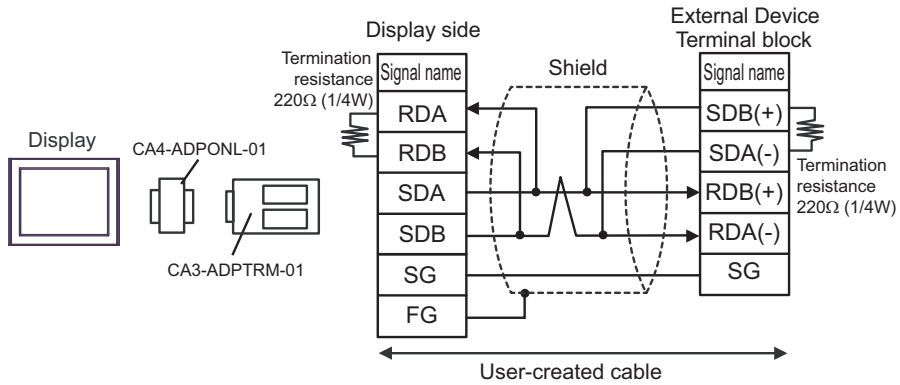 Display
CA4-ADPONL-01
CA3-ADPTRM-01
Display side
Termination
resistance
220Ω (1/4W)
Signal name
RDA
RDB
SDA
SDB
SG
FG
Shield
External Device
Terminal block
Signal name
SDB(+)
SDA(-)
RDB(+)
RDA(-)
SG
Termination
resistance
220Ω (1/4W)
User-created cable